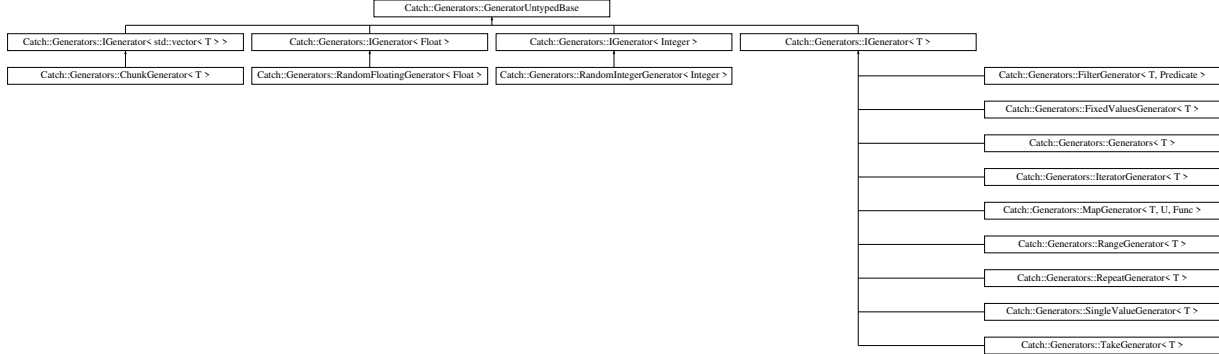 Catch::Generators::GeneratorUntypedBase
Catch::Generators::IGenerator< std::vector< T > >
Catch::Generators::IGenerator< Float >
Catch::Generators::IGenerator< Integer >
Catch::Generators::IGenerator< T >
Catch::Generators::ChunkGenerator< T >
Catch::Generators::RandomFloatingGenerator< Float >
Catch::Generators::RandomIntegerGenerator< Integer >
Catch::Generators::FilterGenerator< T, Predicate >
Catch::Generators::FixedValuesGenerator< T >
Catch::Generators::Generators< T >
Catch::Generators::IteratorGenerator< T >
Catch::Generators::MapGenerator< T, U, Func >
Catch::Generators::RangeGenerator< T >
Catch::Generators::RepeatGenerator< T >
Catch::Generators::SingleValueGenerator< T >
Catch::Generators::TakeGenerator< T >